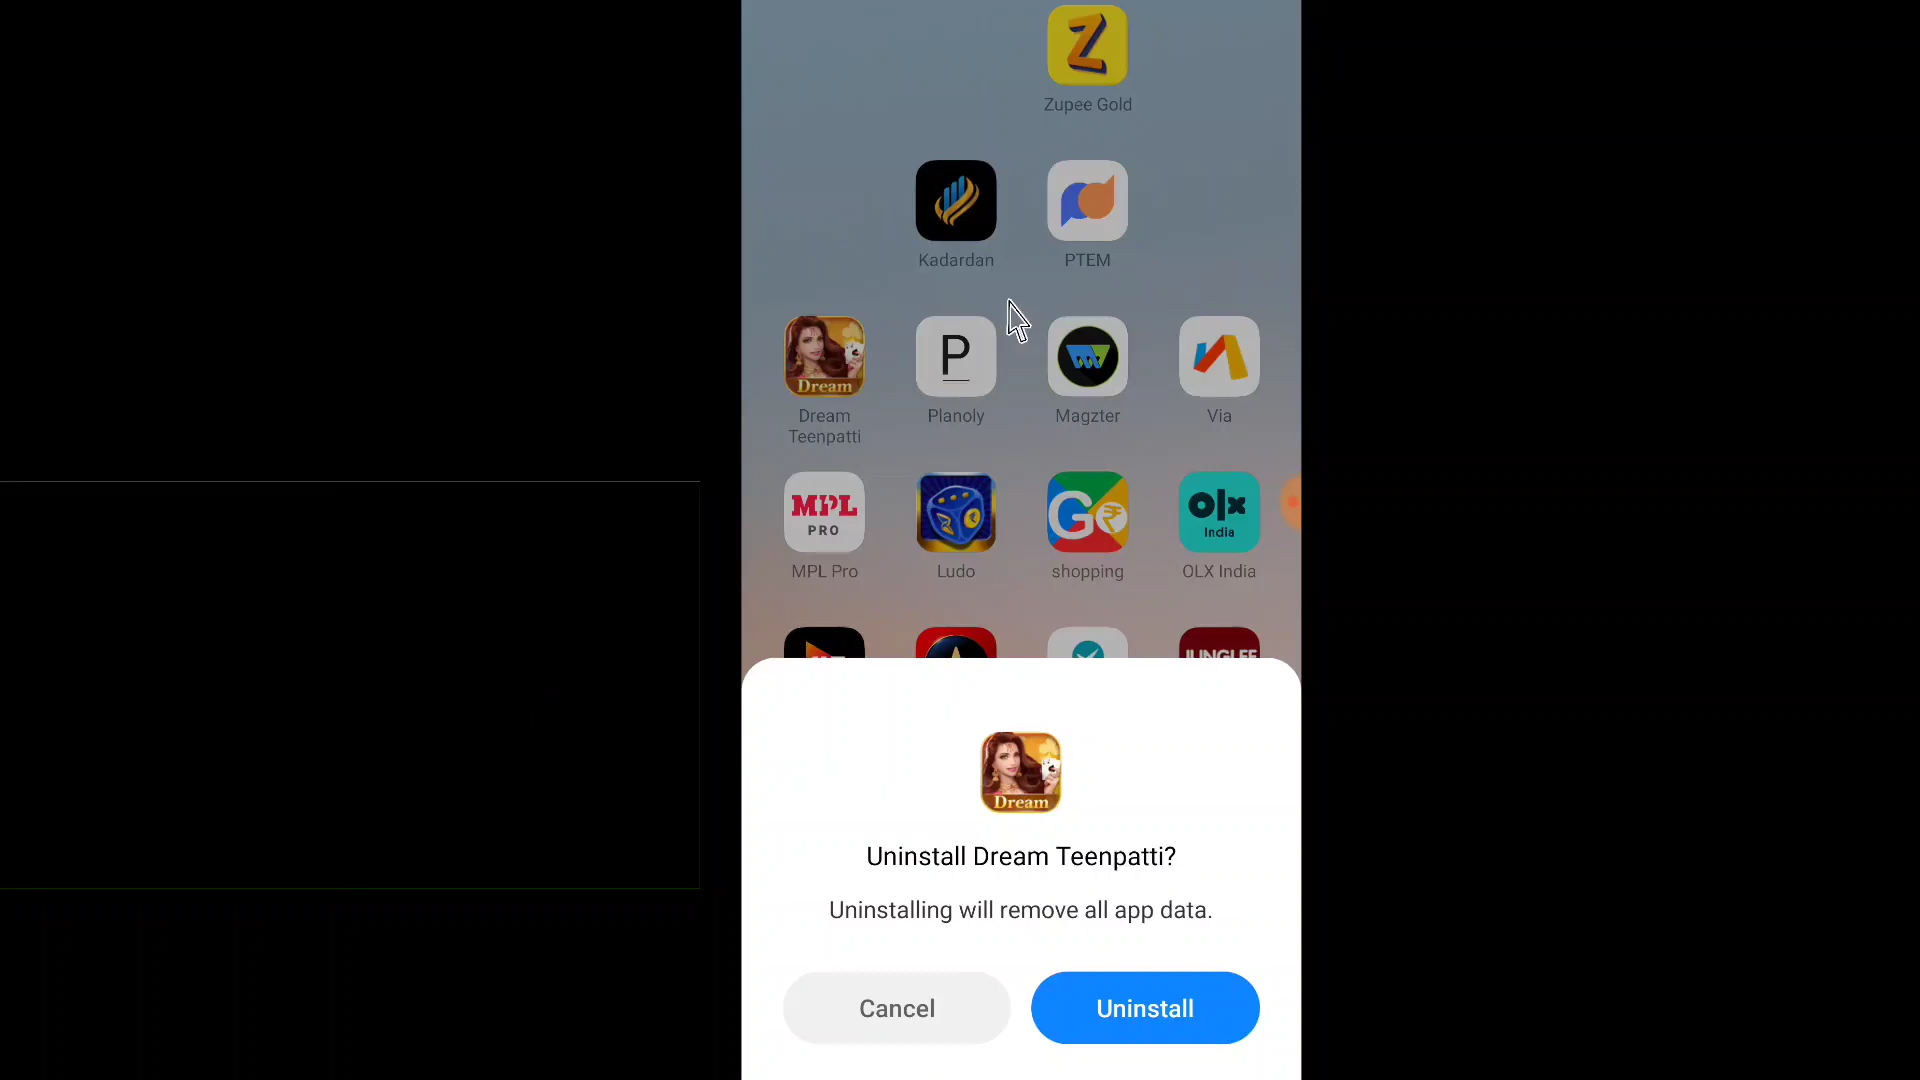 Z
Zupee Gold
Kadardan
PTEM
Dream
P
Dream
Teenpatti
Planoly
Magzter
Via
MPL
PRO
G
olx
India
MPL Pro
Ludo
shopping
OLX India
JUNGLEE
Dream
Uninstall Dream Teenpatti?
Uninstalling will remove all app data.
Cancel
Uninstall